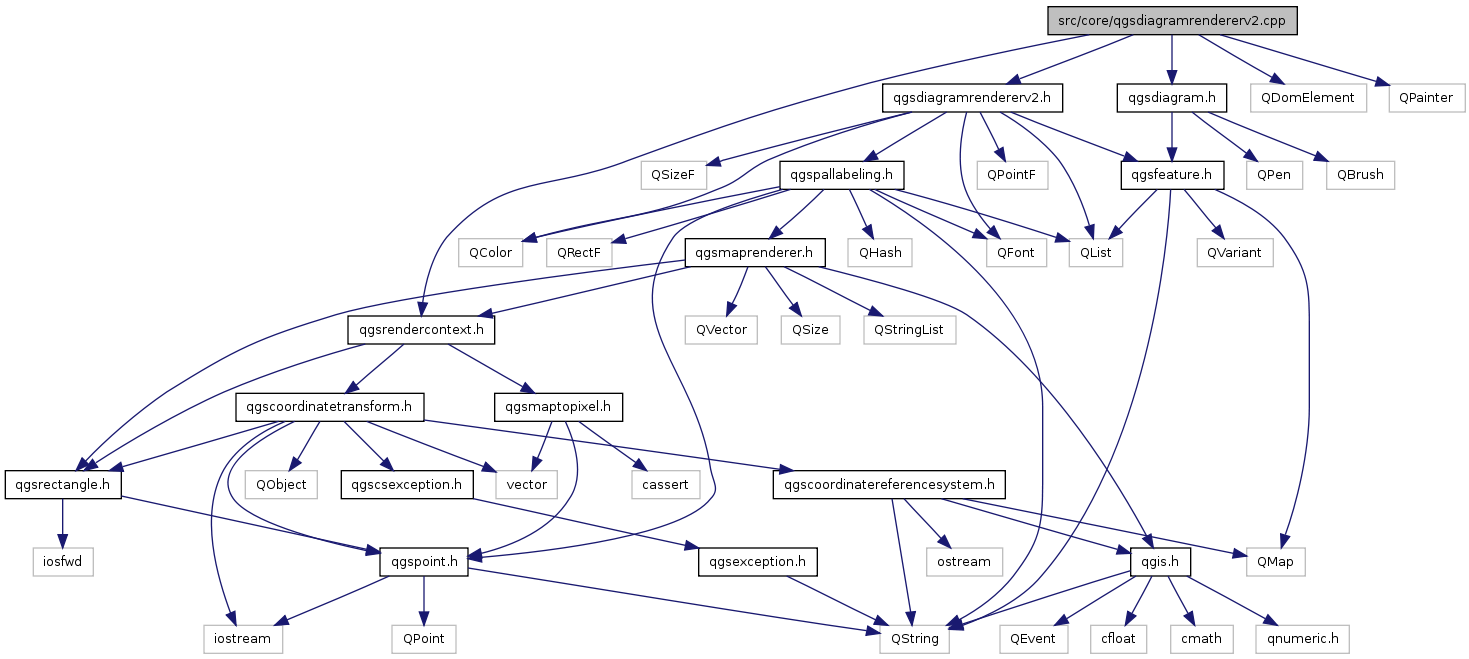 src/core/qgsdiagramrendererv2.cpp
qgsdiagramrendererv2.h
qgsdiagram.h
QDomElement
QPainter
QSizeF
qgspallabeling.h
QPointF
qgsfeature.h
QPen
QBrush
QColor
QRectF
qgsmaprenderer.h
QHash
QFont
QList
QVariant
qgsrendercontext.h
QVector
QSize
QStringList
qgscoordinatetransform.h
qgsmaptopixel.h
qgsrectangle.h
QObject
qgscsexception.h
vector
cassert
qgscoordinatereferencesystem.h
iosfwd
qgspoint.h
qgsexception.h
ostream
qgis.h
QMap
iostream
QPoint
QString
QEvent
cfloat
cmath
qnumeric.h